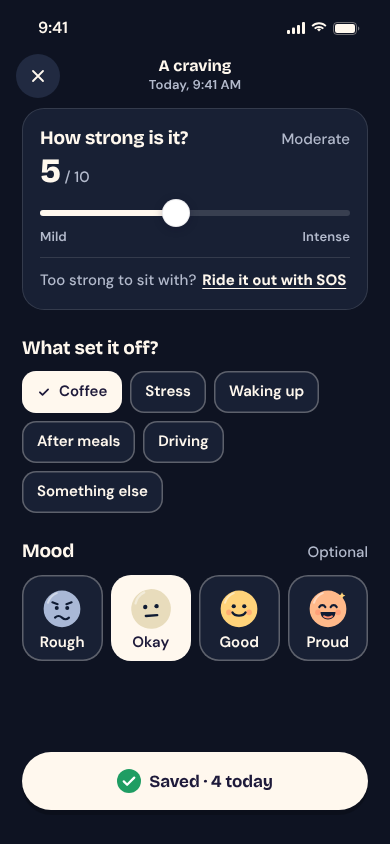 9:41
A craving
Today, 9:41 AM
How strong is it?
Moderate
5 / 10
Mild
Intense
Too strong to sit with? Ride it out with SOS
What set it off?
Coffee
Stress
Waking up
After meals
Driving
Something else
Mood
Optional
Rough
Okay
Good
Proud
Saved · 4 today